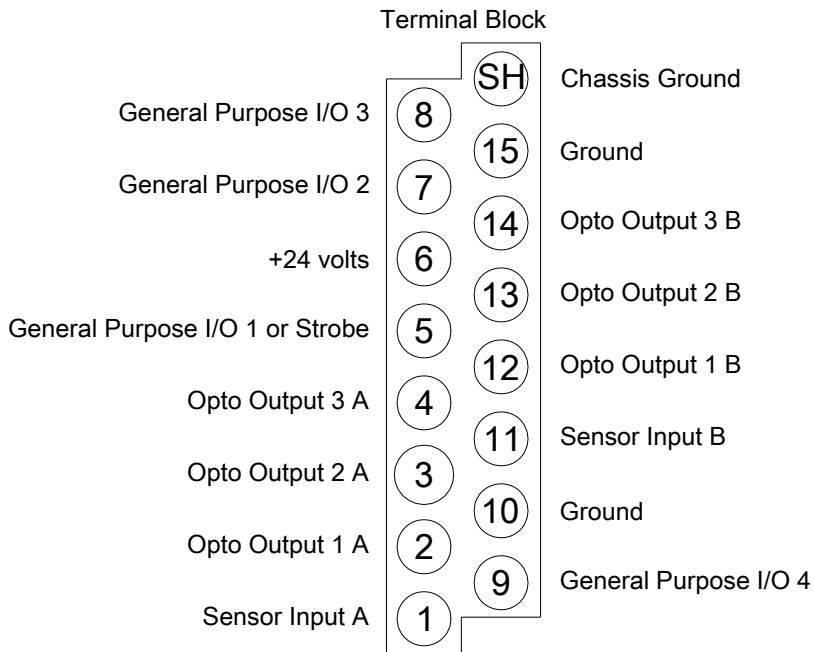 Terminal Block
SH Chassis Ground
General Purpose I/O 3 8
15 Ground
General Purpose I/O 2 7
14 Opto Output 3 B
+24 volts 6
13 Opto Output 2 B
General Purpose I/O 1 or Strobe 5
12 Opto Output 1 B
Opto Output 3 A 4
11 Sensor Input B
Opto Output 2 A 3
10 Ground
Opto Output 1 A 2
9 General Purpose I/O 4
Sensor Input A 1